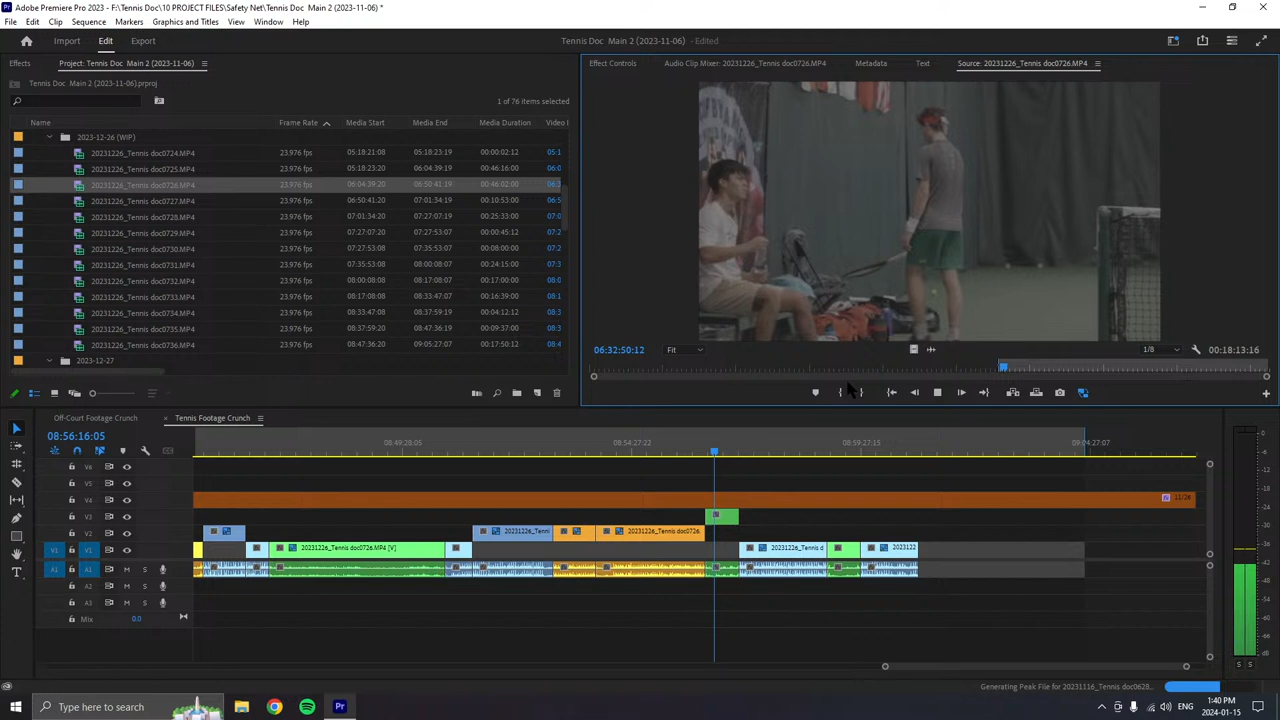 Adobe Premiere Pro 2023 - F:\Tennis Doc\10 PROJECT FILES\Safety Net\Tennis Doc  Main 2 (2023-11-06) *
File Edit Clip Sequence Markers Graphics and Titles View Window Help
Import Edit Export Tennis Doc  Main 2 (2023-11-06) - Edited
Effects Project: Tennis Doc  Main 2 (2023-11-06) Effect Controls Audio Clip Mixer: 20231226_Tennis doc0726.MP4 Metadata Text Source: 20231226_Tennis doc0726.MP4
Tennis Doc  Main 2 (2023-11-06).prproj
1 of 76 items selected
Name Frame Rate Media Start Media End Media Duration Video I
2023-12-26 (WIP)
20231226_Tennis doc0724.MP4 23.976 fps 05:18:21:08 05:18:23:19 00:00:02:12 05:1
20231226_Tennis doc0725.MP4 23.976 fps 05:18:23:20 06:04:39:19 00:46:16:00 06:0
20231226_Tennis doc0726.MP4 23.976 fps 06:04:39:20 06:50:41:19 00:46:02:00 06:3
20231226_Tennis doc0727.MP4 23.976 fps 06:50:41:20 07:01:34:19 00:10:53:00 06:5
20231226_Tennis doc0728.MP4 23.976 fps 07:01:34:20 07:27:07:19 00:25:33:00 07:0
20231226_Tennis doc0729.MP4 23.976 fps 07:27:07:20 07:27:53:07 00:00:45:12 07:2
20231226_Tennis doc0730.MP4 23.976 fps 07:27:53:08 07:35:53:07 00:08:00:00 07:2
20231226_Tennis doc0731.MP4 23.976 fps 07:35:53:08 08:00:08:07 00:24:15:00 07:3
20231226_Tennis doc0732.MP4 23.976 fps 08:00:08:08 08:17:08:07 00:17:00:00 08:0
20231226_Tennis doc0733.MP4 23.976 fps 08:17:08:08 08:33:47:07 00:16:39:00 08:1
20231226_Tennis doc0734.MP4 23.976 fps 08:33:47:08 08:37:59:19 00:04:12:12 08:3
20231226_Tennis doc0735.MP4 23.976 fps 08:37:59:20 08:47:36:19 00:09:37:00 08:3
20231226_Tennis doc0736.MP4 23.976 fps 08:47:36:20 09:05:27:07 00:17:50:12 08:4
2023-12-27
06:32:50:12 Fit 1/8 00:18:13:16
Off-Court Footage Crunch Tennis Footage Crunch
08:56:16:05
08:49:28:05 08:54:27:22 08:59:27:15 09:04:27:07
V6
V5
V4 11/26
V3
V2 20231226_Tenni 20231226_Tennis doc0726.
V1 V1 20231226_Tennis doc0726.MP4 [V] 20231226_Tennis d 2023122
A1 A1 M S
A2 M S
A3 M S
Mix 0.0
0
-6
-12
-18
-24
-30
-36
-42
-48
-54
dB
S S
Generating Peak File for 20231116_Tennis doc0628...
Type here to search
ENG 1:40 PM
2024-01-15